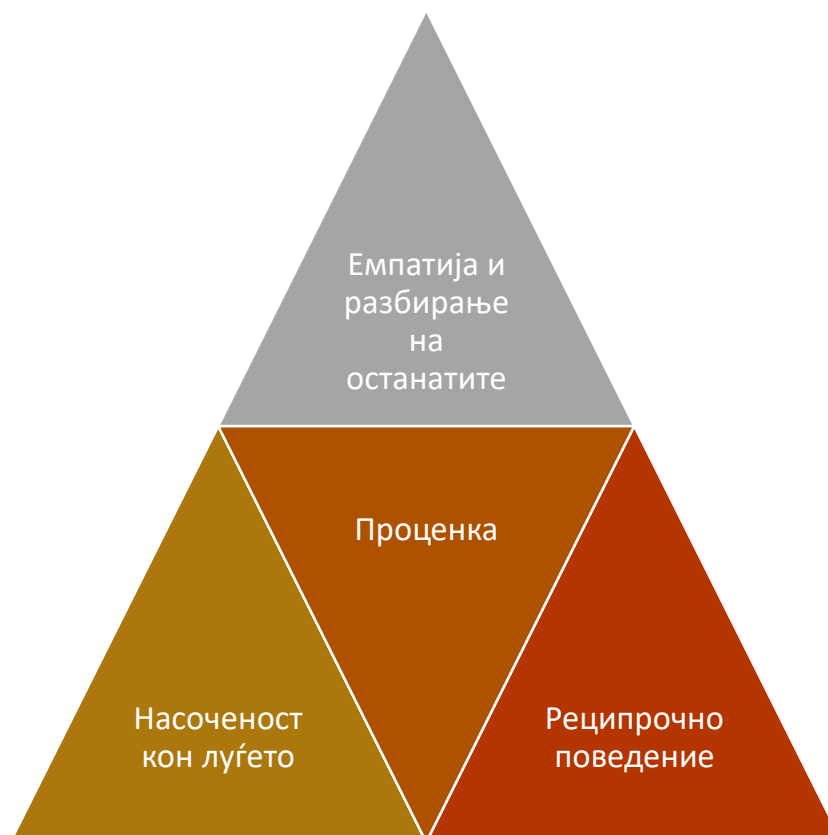 Емпатија и
разбирање
на
останатите
Проценка
Насоченост
кон луѓето
Реципрочно
поведение